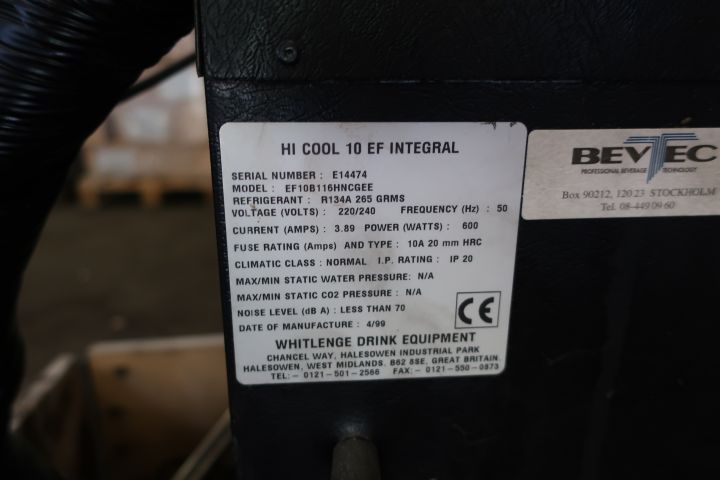 HI COOL 10 EF INTEGRAL
SERIAL NUMBER : E14474
MODEL : EF10B116HNCGEE
REFRIGERANT : R134A 265 GRMS
VOLTAGE (VOLTS) : 220/240 FREQUENCY (Hz) : 50
CURRENT (AMPS) : 3.89 POWER (WATTS) : 600
FUSE RATING (Amps) AND TYPE : 10A 20 mm HRC
CLIMATIC CLASS : NORMAL I.P. RATING : IP 20
MAX/MIN STATIC WATER PRESSURE: N/A
MAX/MIN STATIC CO2 PRESSURE : N/A
NOISE LEVEL (dB A) : LESS THAN 70
DATE OF MANUFACTURE : 4/99
CE
WHITLENGE DRINK EQUIPMENT
CHANCEL WAY, HALESOWEN INDUSTRIAL PARK
HALESOWEN, WEST MIDLANDS. B62 8SE, GREAT BRITAIN
TEL:- 0121-501-2566 FAX:- 0121-550-0873
BEVTEC
PROFESSIONAL BEVERAGE TECHNOLOGY
Box 90212, 120 23 STOCKHOLM
Tel. 08-449 09 60